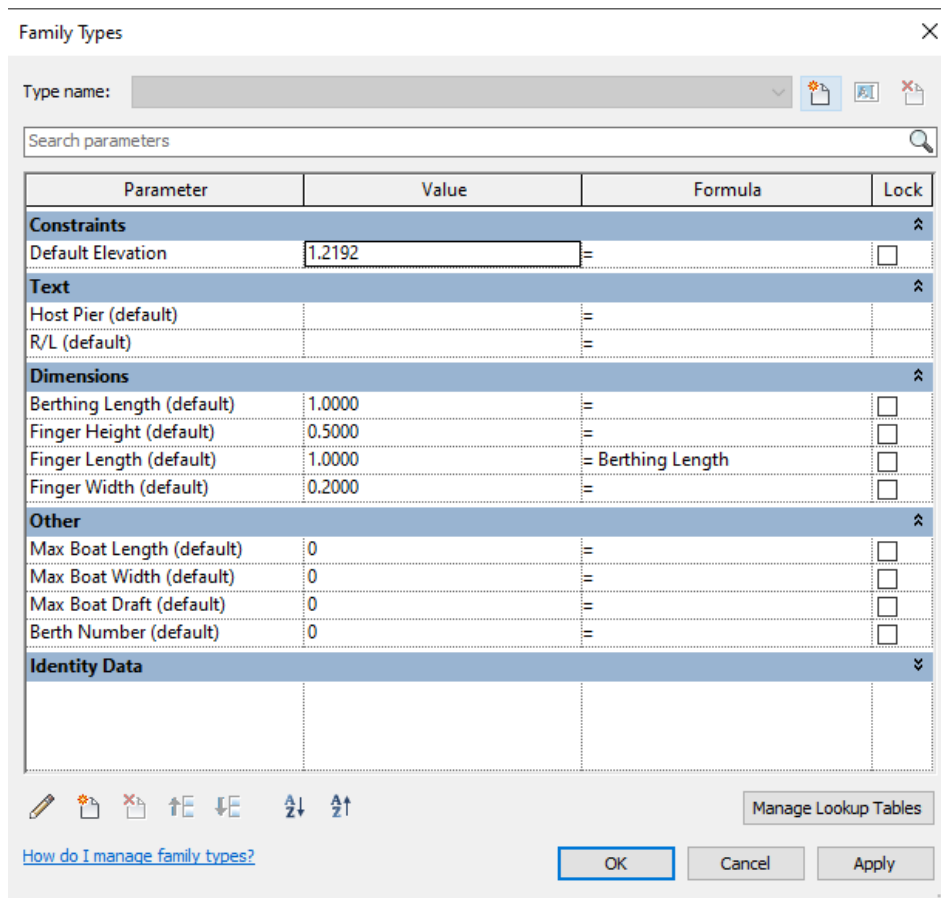 Family Types
Type name:
Search parameters
Parameter Value Formula Lock
Constraints
Default Elevation 1.2192 =
Text
Host Pier (default) =
R/L (default) =
Dimensions
Berthing Length (default) 1.0000 =
Finger Height (default) 0.5000 =
Finger Length (default) 1.0000 = Berthing Length
Finger Width (default) 0.2000 =
Other
Max Boat Length (default) 0 =
Max Boat Width (default) 0 =
Max Boat Draft (default) 0 =
Berth Number (default) 0 =
Identity Data
Manage Lookup Tables
How do I manage family types?
OK Cancel Apply